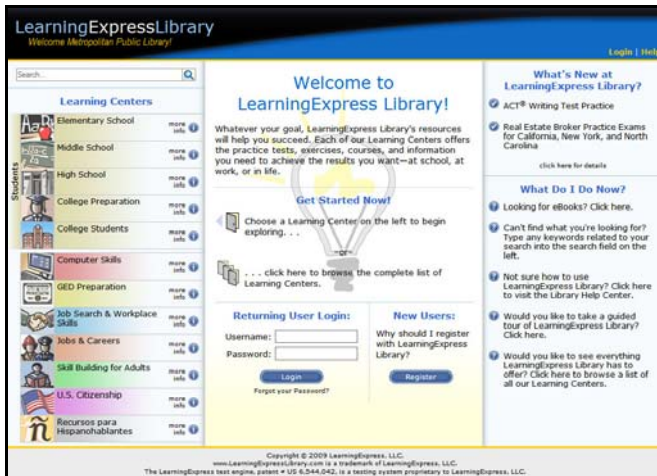 LearningExpressLibrary
Welcome Metropolitan Public Library!
Login | Help
Search...
Learning Centers
Students
Elementary School
more info
Middle School
more info
High School
more info
College Preparation
more info
College Students
more info
Computer Skills
more info
GED Preparation
more info
Job Search & Workplace
Skills
more info
Jobs & Careers
more info
Skill Building for Adults
more info
U.S. Citizenship
more info
ñ
Recursos para
Hispanohablantes
more info
Welcome to
LearningExpress Library!
Whatever your goal, LearningExpress Library's resources
will help you succeed. Each of our Learning Centers offers
the practice tests, exercises, courses, and information
you need to achieve the results you want—at school, at
work, or in life.
Get Started Now!
Choose a Learning Center on the left to begin
exploring. . .
-or-
. . . click here to browse the complete list of
Learning Centers.
Returning User Login:
Username:
Password:
Login
Forgot your Password?
New Users:
Why should I register
with LearningExpress
Library?
Register
What's New at
LearningExpress Library?
ACT® Writing Test Practice
Real Estate Broker Practice Exams
for California, New York, and North
Carolina
click here for details
What Do I Do Now?
Looking for eBooks? Click here.
Can't find what you're looking for?
Type any keywords related to your
search into the search field on the
left.
Not sure how to use
LearningExpress Library? Click here
to visit the Library Help Center.
Would you like to take a guided
tour of LearningExpress Library?
Click here.
Would you like to see everything
LearningExpress Library has to
offer? Click here to browse a list of
all our Learning Centers.
Copyright © 2009 LearningExpress, LLC.
www.LearningExpressLibrary.com is a trademark of LearningExpress, LLC.
The LearningExpress test engine, patent # US 6,544,042, is a testing system proprietary to LearningExpress, LLC.